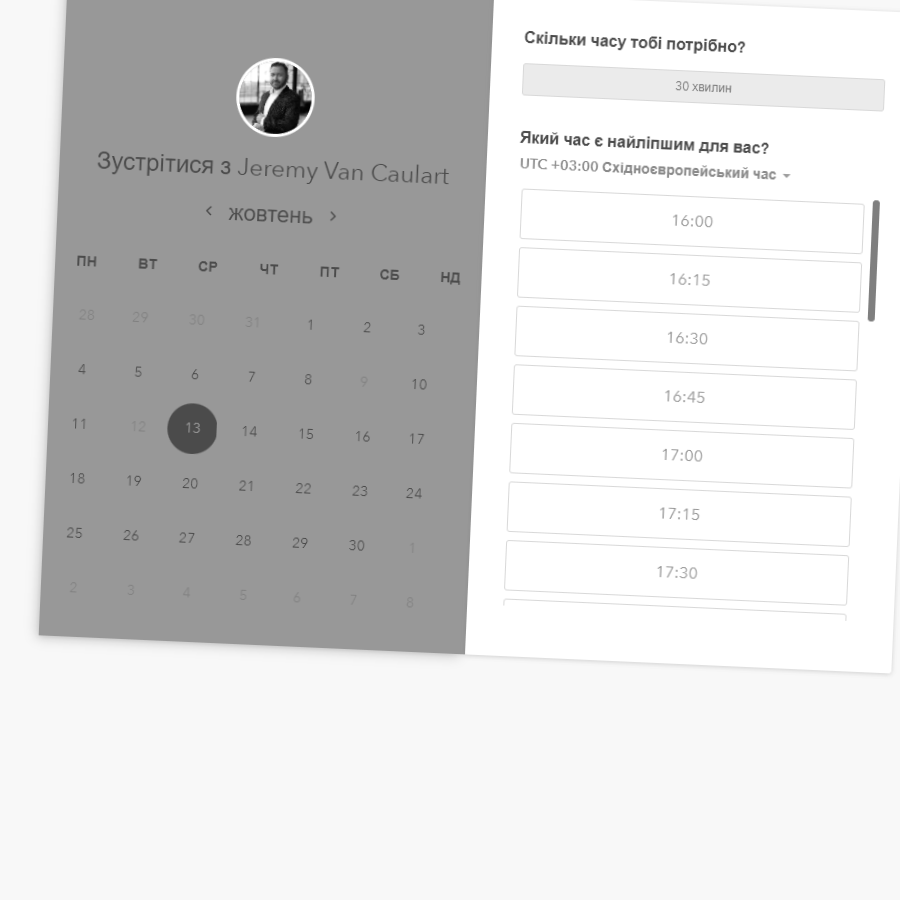 Зустрітися з Jeremy Van Caulart
жовтень
ПН ВТ СР ЧТ ПТ СБ НД
28 29 30 31 1 2 3
4 5 6 7 8 9 10
11 12 13 14 15 16 17
18 19 20 21 22 23 24
25 26 27 28 29 30 1
2 3 4 5 6 7 8
Скільки часу тобі потрібно?
30 хвилин
Який час є найліпшим для вас?
UTC +03:00 Східноєвропейський час
16:00
16:15
16:30
16:45
17:00
17:15
17:30